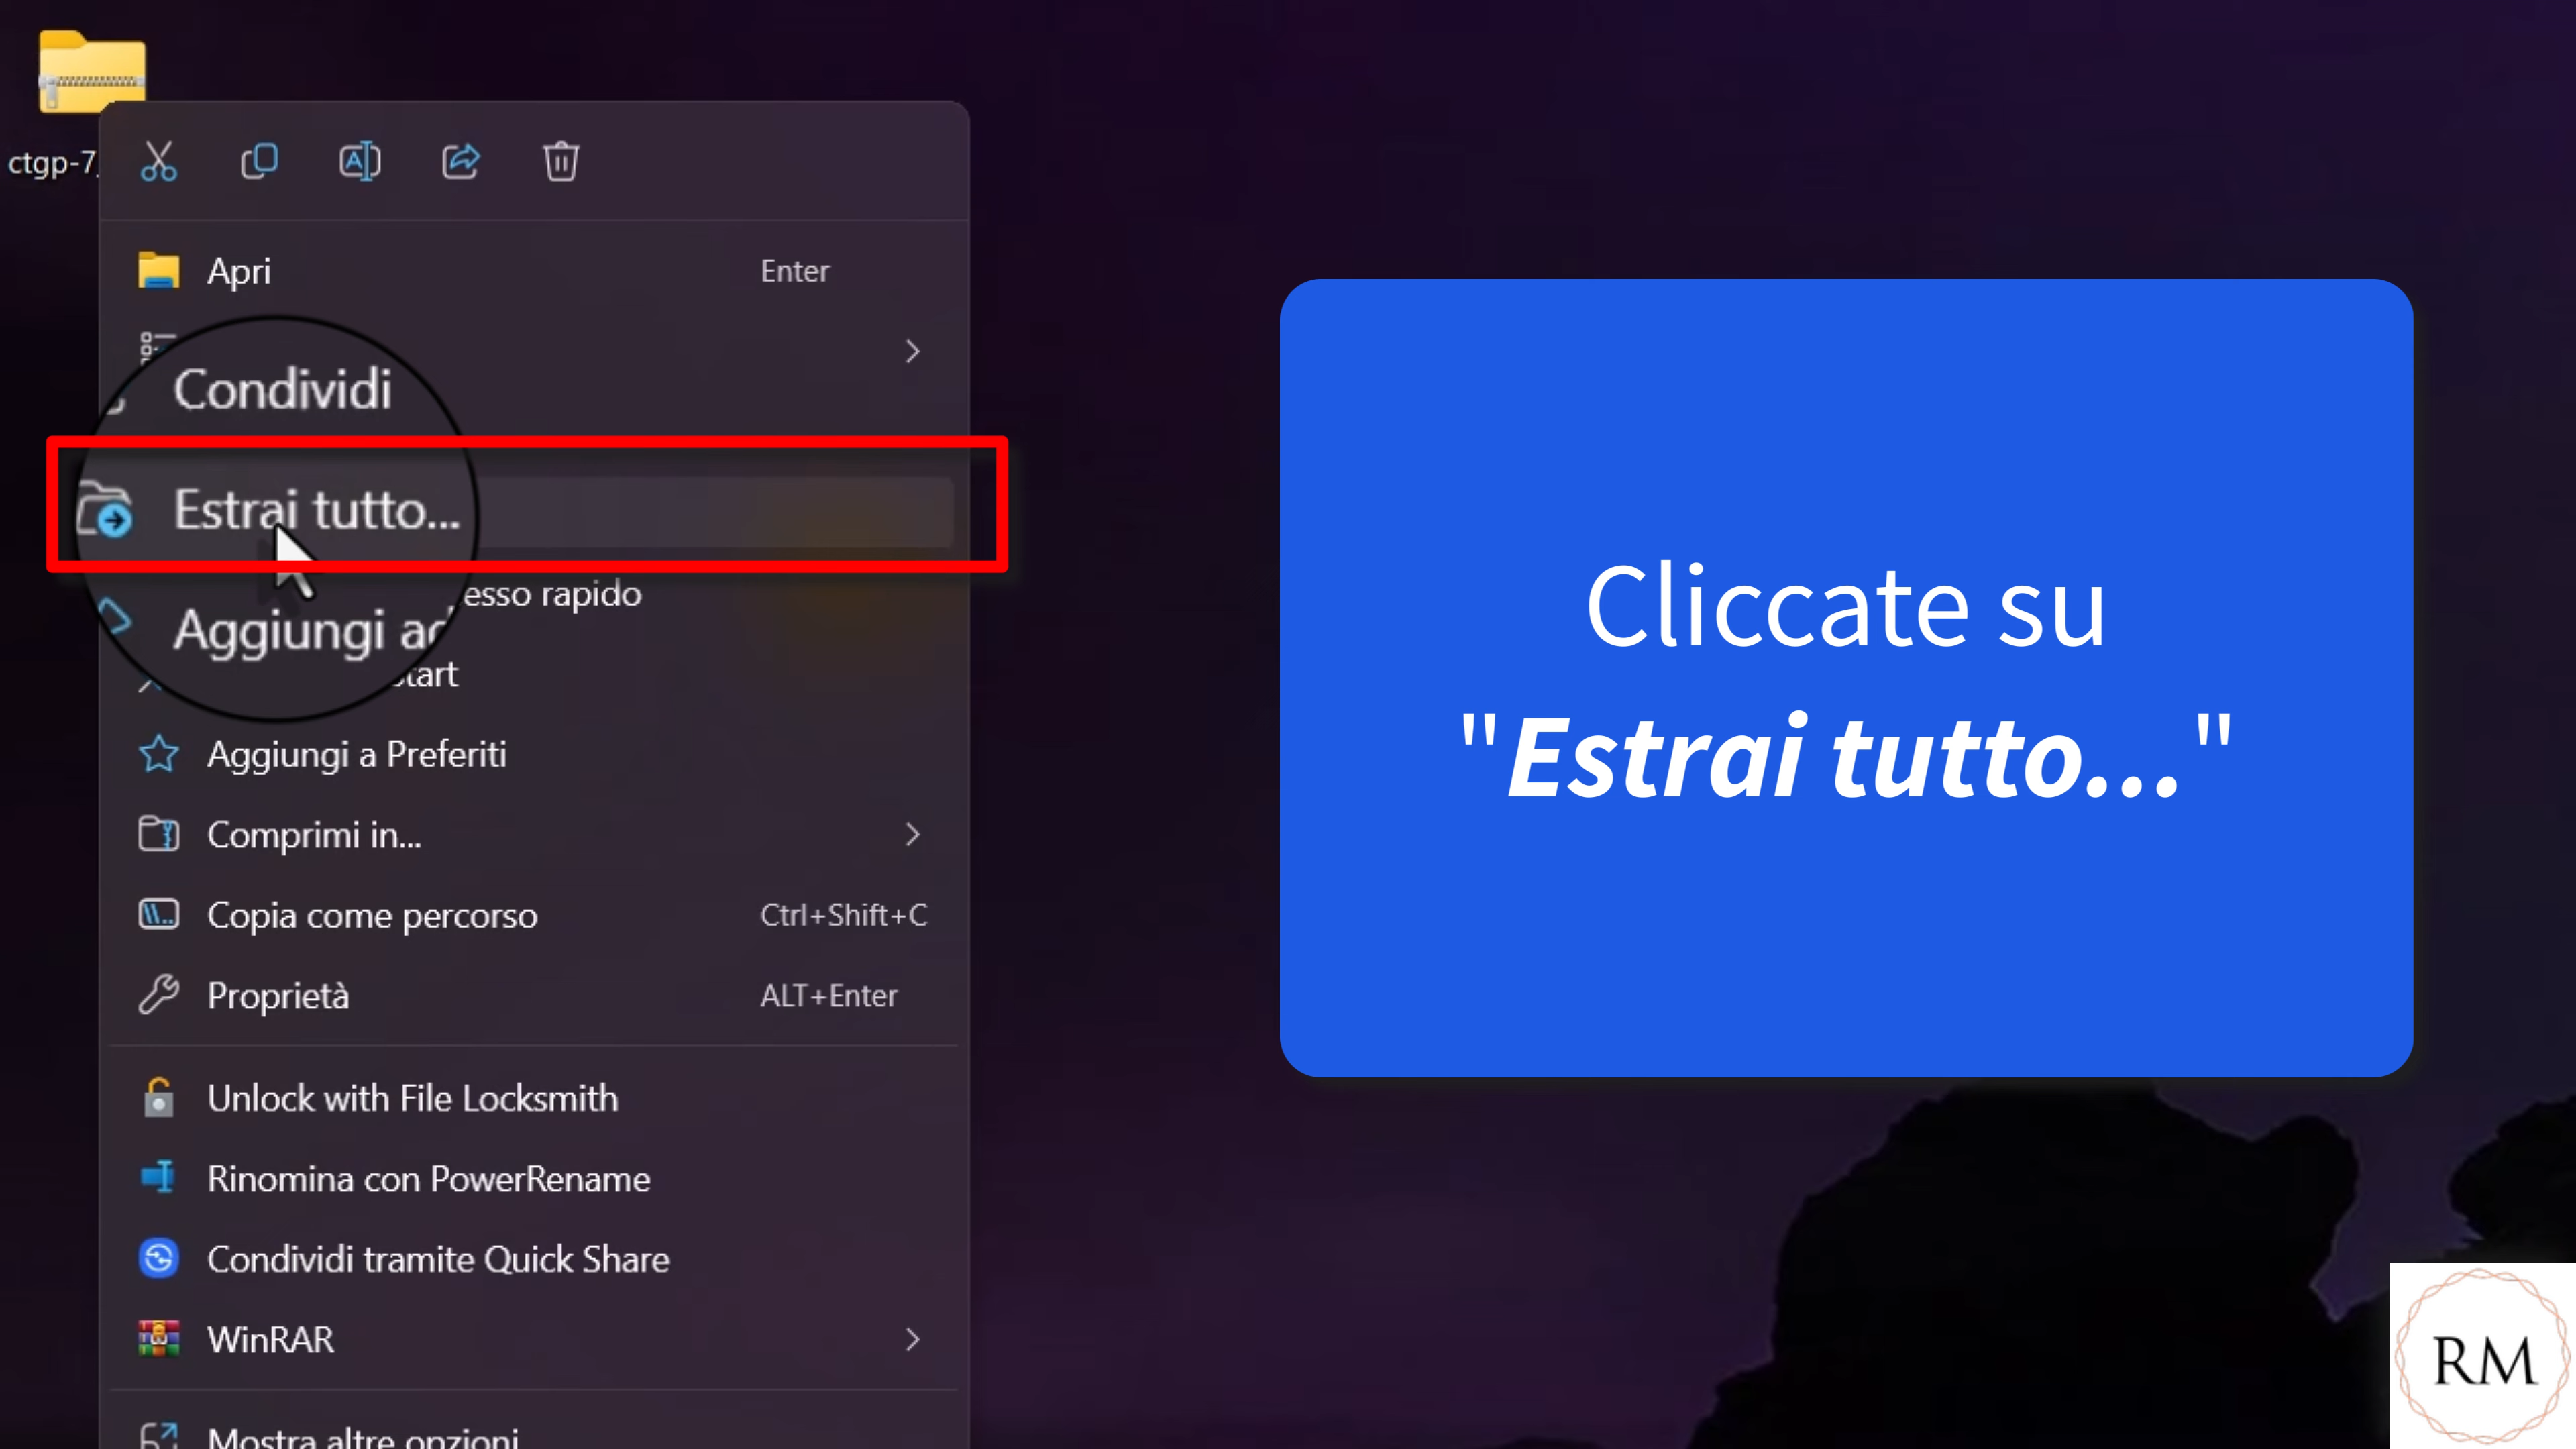 ctgp-7
Apri Enter
Condividi
Estrai tutto...
esso rapido
Aggiungi ad
Start
Aggiungi a Preferiti
Comprimi in...
Copia come percorso Ctrl+Shift+C
Proprietà ALT+Enter
Unlock with File Locksmith
Rinomina con PowerRename
Condividi tramite Quick Share
WinRAR
Mostra altre opzioni
Cliccate su
"Estrai tutto..."
RM